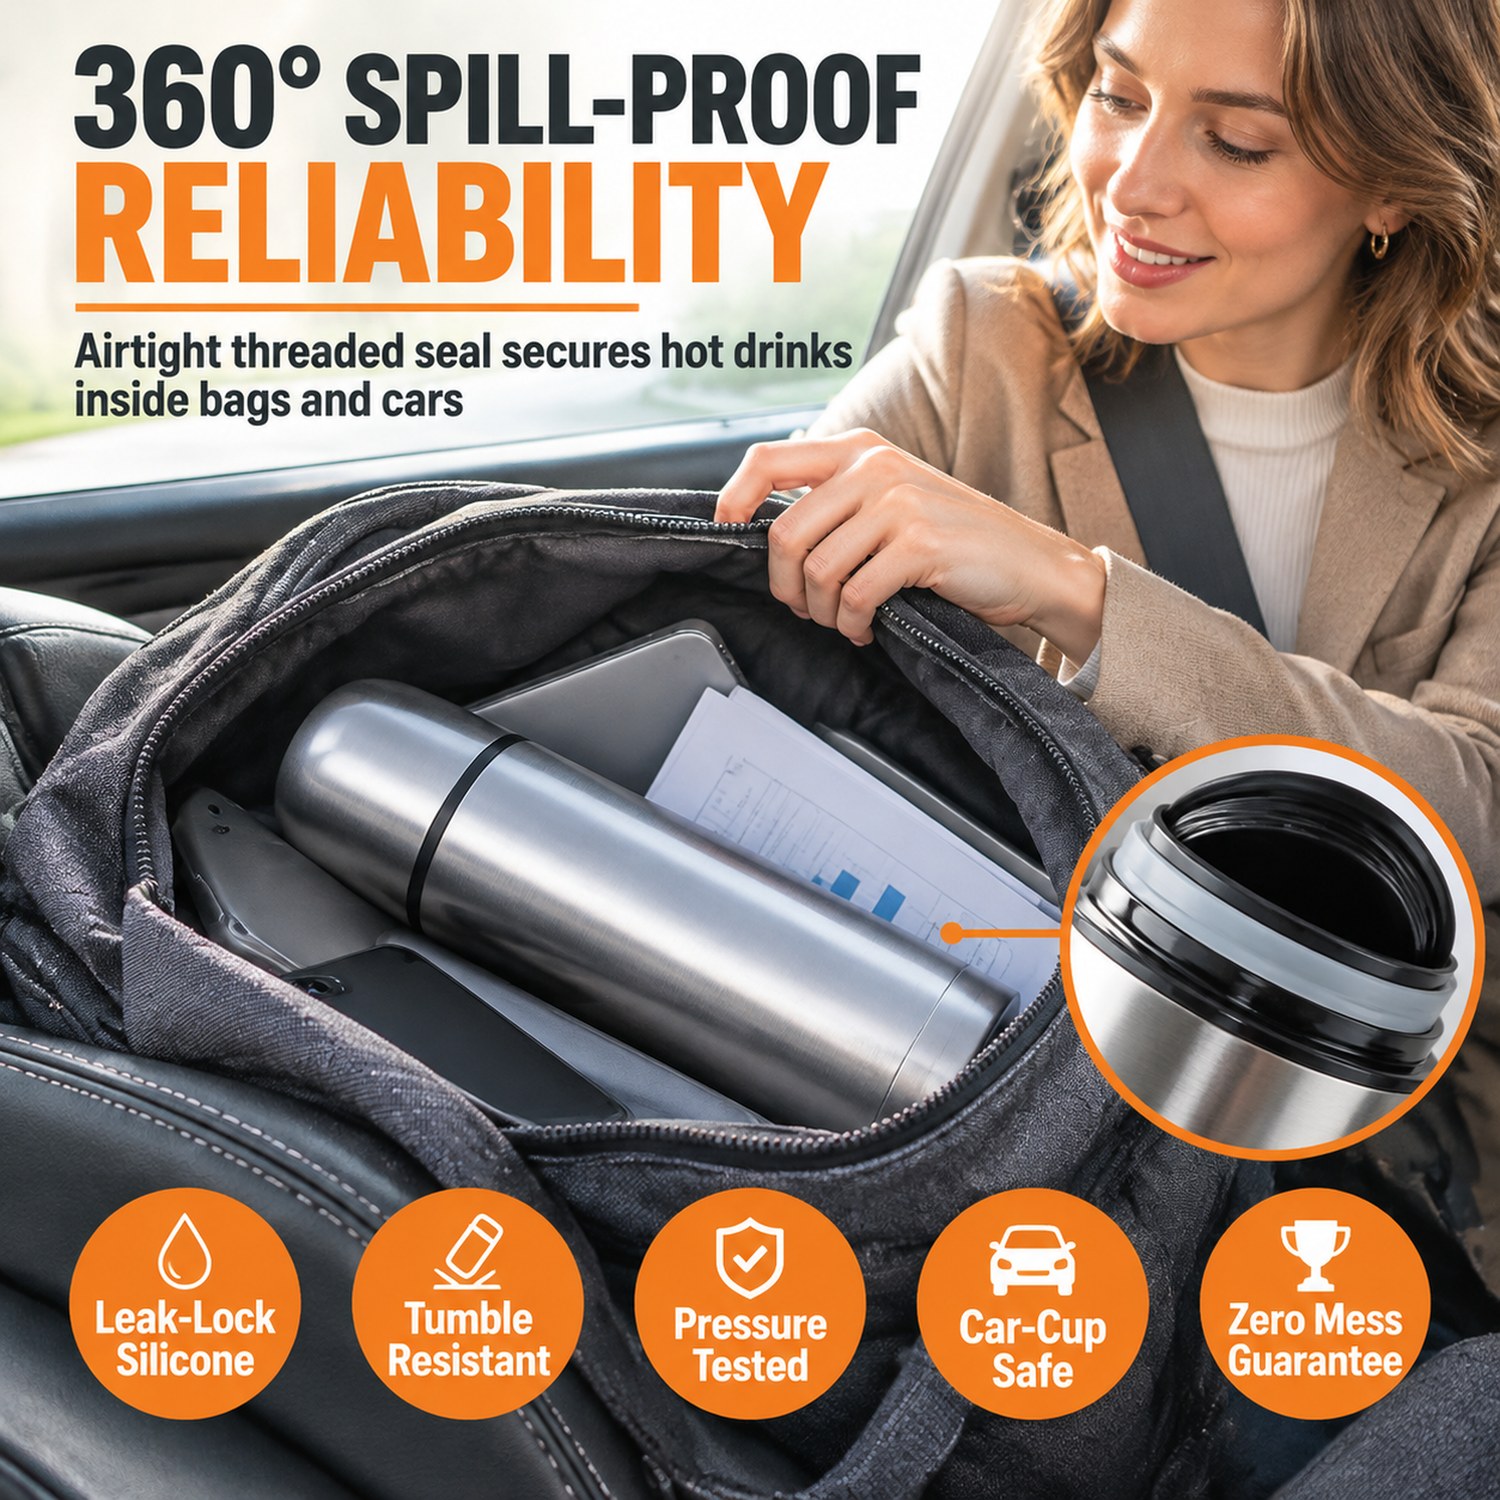 360° SPILL-PROOF
RELIABILITY
Airtight threaded seal secures hot drinks
inside bags and cars
Leak-Lock
Silicone
Tumble
Resistant
Pressure
Tested
Car-Cup
Safe
Zero Mess
Guarantee